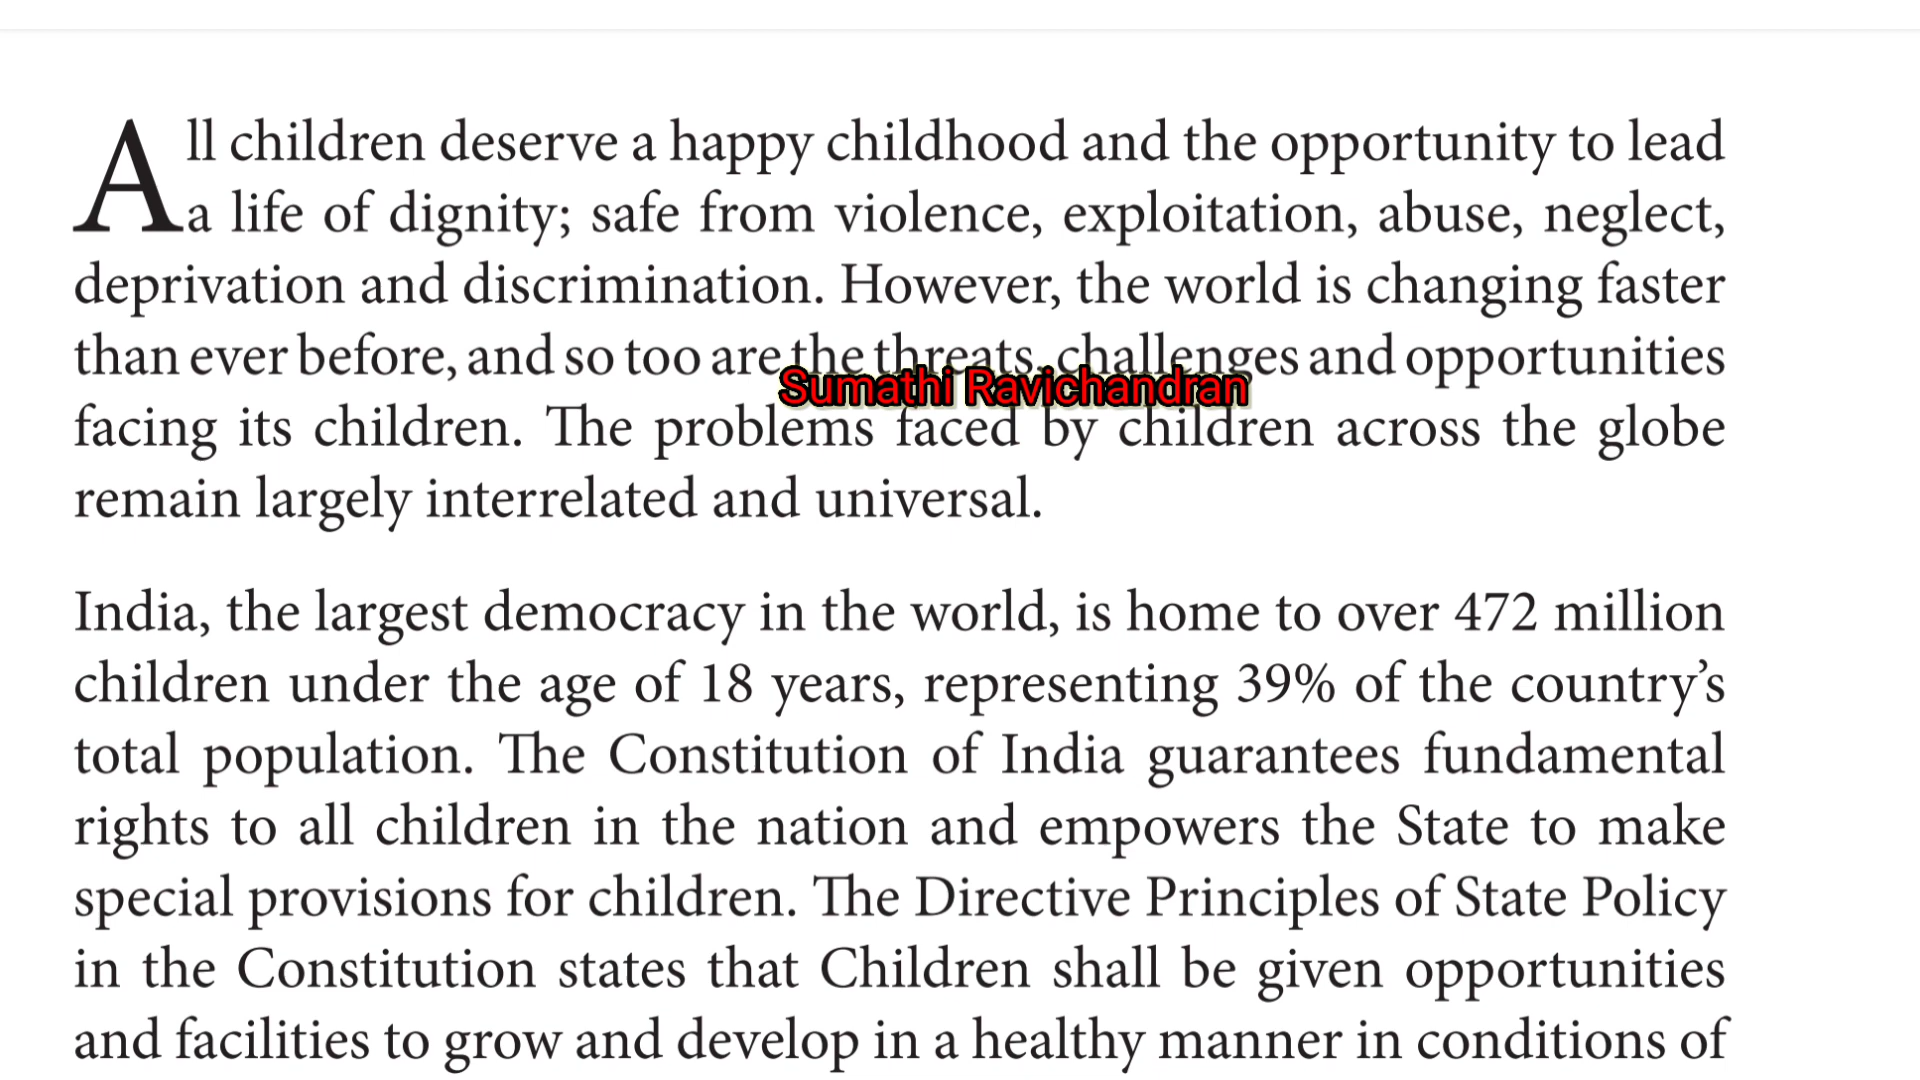 All children deserve a happy childhood and the opportunity to lead
a life of dignity; safe from violence, exploitation, abuse, neglect,
deprivation and discrimination. However, the world is changing faster
than ever before, and so too are the threats, challenges and opportunities
Sumathi Ravichandran
facing its children. The problems faced by children across the globe
remain largely interrelated and universal.
India, the largest democracy in the world, is home to over 472 million
children under the age of 18 years, representing 39% of the country’s
total population. The Constitution of India guarantees fundamental
rights to all children in the nation and empowers the State to make
special provisions for children. The Directive Principles of State Policy
in the Constitution states that Children shall be given opportunities
and facilities to grow and develop in a healthy manner in conditions of